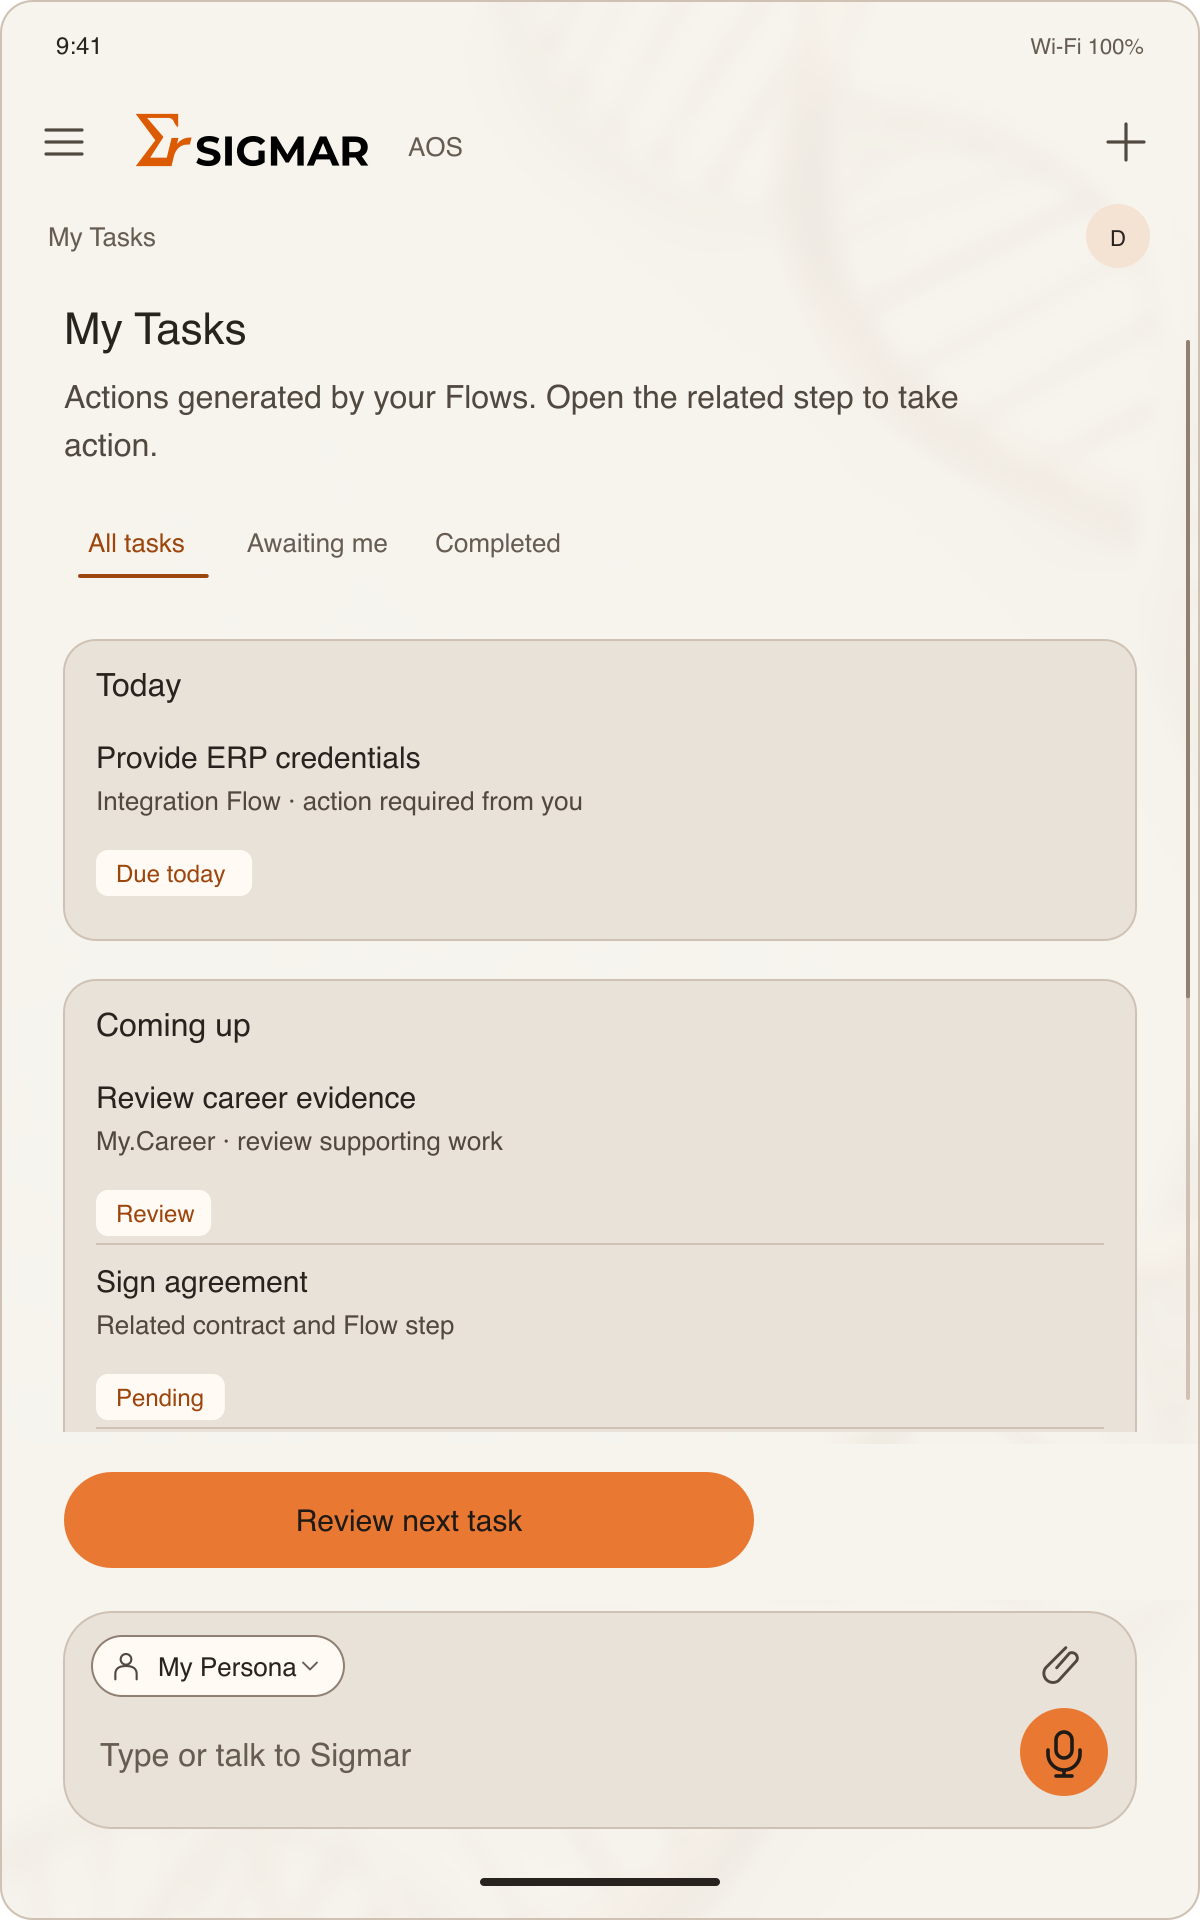 9:41
Wi-Fi 100%
Σr SIGMAR
AOS
My Tasks
D
My Tasks
Actions generated by your Flows. Open the related step to take
action.
All tasks
Awaiting me
Completed
Today
Provide ERP credentials
Integration Flow · action required from you
Due today
Coming up
Review career evidence
My.Career · review supporting work
Review
Sign agreement
Related contract and Flow step
Pending
Review next task
My Persona
Type or talk to Sigmar